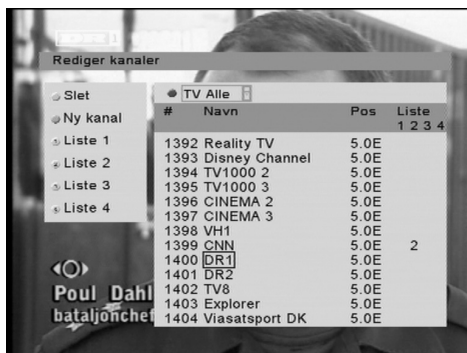 Rediger kanaler
Slet
Ny kanal
Liste 1
Liste 2
Liste 3
Liste 4
TV Alle
# Navn Pos Liste
1 2 3 4
1392 Reality TV 5.0E
1393 Disney Channel 5.0E
1394 TV1000 2 5.0E
1395 TV1000 3 5.0E
1396 CINEMA 2 5.0E
1397 CINEMA 3 5.0E
1398 VH1 5.0E
1399 CNN 5.0E 2
1400 DR1 5.0E
1401 DR2 5.0E
1402 TV8 5.0E
1403 Explorer 5.0E
1404 Viasatsport DK 5.0E
Poul Dahl
bataljonchef